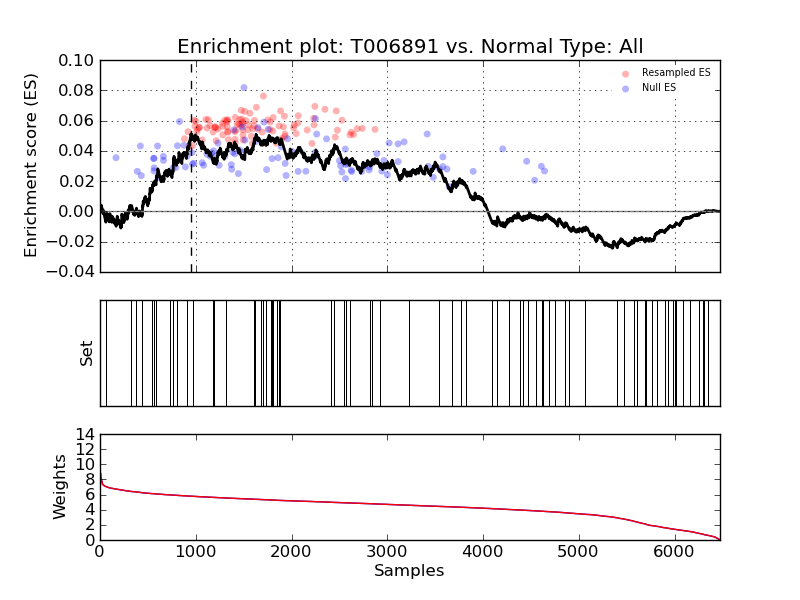 Enrichment plot: T006891 vs. Normal Type: All
Enrichment score (ES)
0.10
0.08
0.06
0.04
0.02
0.00
−0.02
−0.04
Resampled ES
Null ES
Set
Weights
14
12
10
8
6
4
2
0
0 1000 2000 3000 4000 5000 6000
Samples